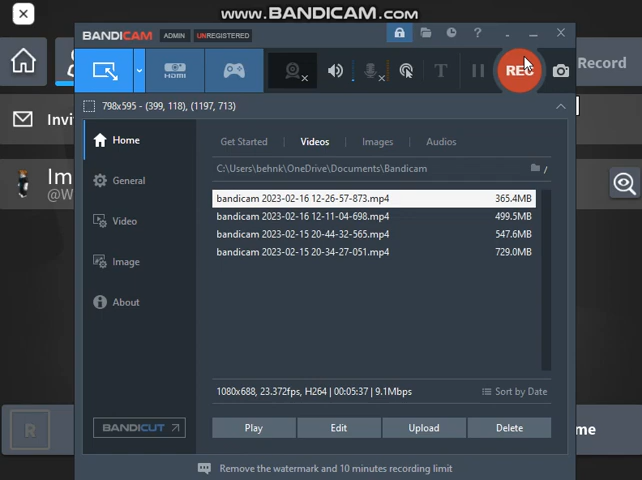 www.BANDICAM.com
BANDICAM ADMIN UNREGISTERED
HDMI
T
REC
Record
798x595 - (399, 118), (1197, 713)
Home
General
Video
Image
About
BANDICUT
Get Started Videos Images Audios
C:\Users\behnk\OneDrive\Documents\Bandicam
bandicam 2023-02-16 12-26-57-873.mp4 365.4MB
bandicam 2023-02-16 12-11-04-698.mp4 499.5MB
bandicam 2023-02-15 20-44-32-565.mp4 547.6MB
bandicam 2023-02-15 20-34-27-051.mp4 729.0MB
1080x688, 23.372fps, H264 | 00:05:37 | 9.1Mbps
Sort by Date
Play Edit Upload Delete
Remove the watermark and 10 minutes recording limit
Invi
Im
@W
R
me